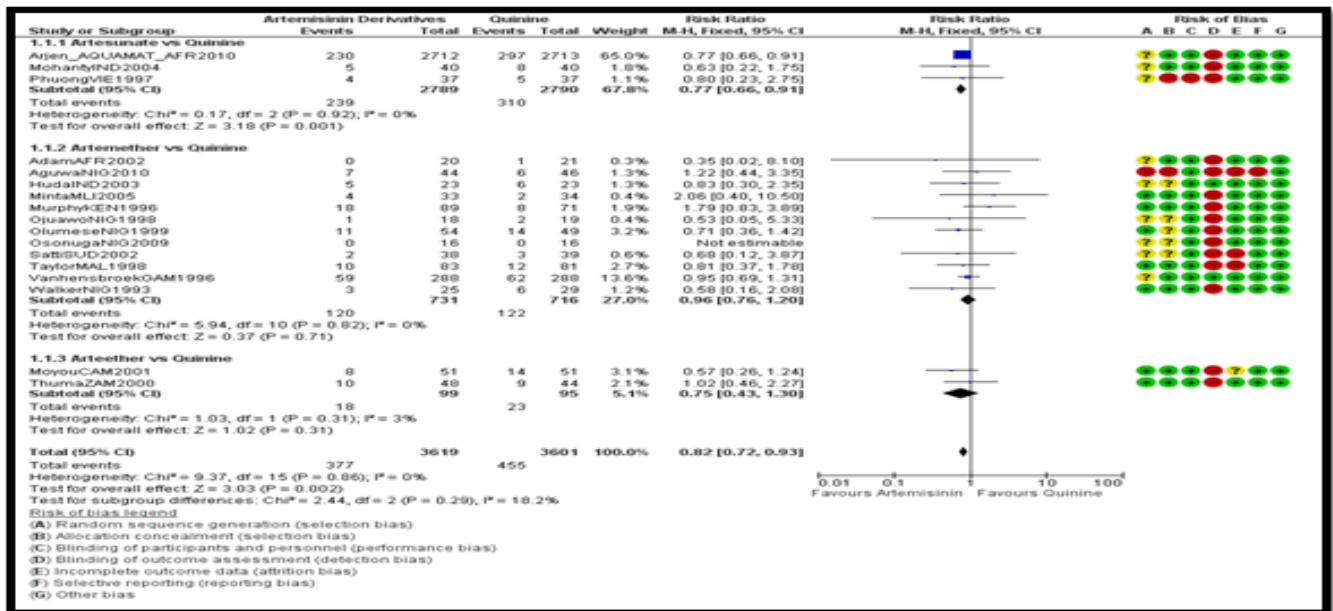 Artemisinin Derivatives Quinine Risk Ratio Risk Ratio Risk of Bias
Study or Subgroup Events Total Events Total Weight M-H, Fixed, 95% CI M-H, Fixed, 95% CI A B C D E F G
1.1.1 Artesunate vs Quinine
Arjen_AQUAMAT_AFR2010 230 2712 297 2713 65.0% 0.77 [0.66, 0.91]
MohantyIND2004 5 40 8 40 1.8% 0.63 [0.22, 1.75]
PhuongVIE1997 4 37 5 37 1.1% 0.80 [0.23, 2.75]
Subtotal (95% CI) 2789 2790 67.8% 0.77 [0.66, 0.91]
Total events 239 310
Heterogeneity: Chi² = 0.17, df = 2 (P = 0.92); I² = 0%
Test for overall effect: Z = 3.18 (P = 0.001)
1.1.2 Artemether vs Quinine
AdamAFR2002 0 20 1 21 0.3% 0.35 [0.02, 8.10]
AguwaNIG2010 7 44 6 46 1.3% 1.22 [0.44, 3.35]
HudaIND2003 5 23 6 23 1.3% 0.83 [0.30, 2.35]
MintaMLI2005 4 33 2 34 0.4% 2.06 [0.40, 10.50]
MurphyKEN1996 18 89 8 71 1.9% 1.79 [0.83, 3.89]
OjuawoNIG1998 1 18 2 19 0.4% 0.53 [0.05, 5.33]
OlumeseNIG1999 11 54 14 49 3.2% 0.71 [0.36, 1.42]
OsonugaNIG2009 0 16 0 16 Not estimable
SattiSUD2002 2 38 3 39 0.6% 0.68 [0.12, 3.87]
TaylorMAL1998 10 83 12 81 2.7% 0.81 [0.37, 1.78]
VanhensbroekGAM1996 59 288 62 288 13.6% 0.95 [0.69, 1.31]
WalkerNIG1993 3 25 6 29 1.2% 0.58 [0.16, 2.08]
Subtotal (95% CI) 731 716 27.0% 0.96 [0.76, 1.20]
Total events 120 122
Heterogeneity: Chi² = 5.94, df = 10 (P = 0.82); I² = 0%
Test for overall effect: Z = 0.37 (P = 0.71)
1.1.3 Arteether vs Quinine
MoyouCAM2001 8 51 14 51 3.1% 0.57 [0.26, 1.24]
ThumaZAM2000 10 48 9 44 2.1% 1.02 [0.46, 2.27]
Subtotal (95% CI) 99 95 5.1% 0.75 [0.43, 1.30]
Total events 18 23
Heterogeneity: Chi² = 1.03, df = 1 (P = 0.31); I² = 3%
Test for overall effect: Z = 1.02 (P = 0.31)
Total (95% CI) 3619 3601 100.0% 0.82 [0.72, 0.93]
Total events 377 455
Heterogeneity: Chi² = 9.37, df = 15 (P = 0.86); I² = 0%
Test for overall effect: Z = 3.03 (P = 0.002)
Test for subgroup differences: Chi² = 2.44, df = 2 (P = 0.29), I² = 18.2%
0.01 0.1 1 10 100
Favours Artemisinin Favours Quinine
Risk of bias legend
(A) Random sequence generation (selection bias)
(B) Allocation concealment (selection bias)
(C) Blinding of participants and personnel (performance bias)
(D) Blinding of outcome assessment (detection bias)
(E) Incomplete outcome data (attrition bias)
(F) Selective reporting (reporting bias)
(G) Other bias